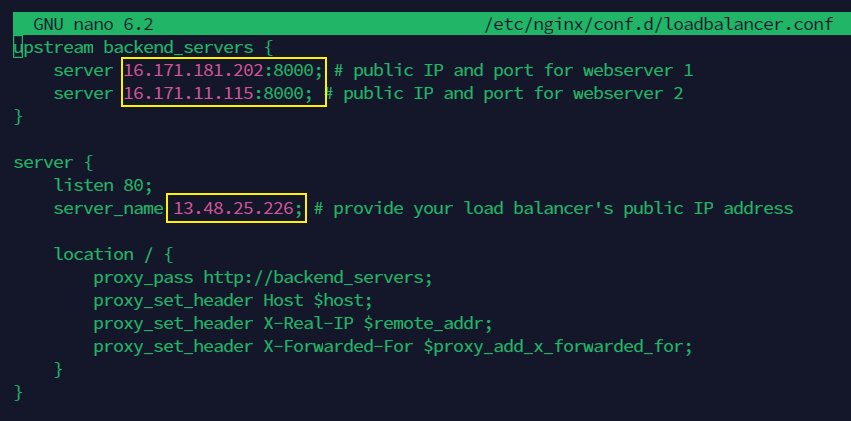 GNU nano 6.2 /etc/nginx/conf.d/loadbalancer.conf
upstream backend_servers {
    server 16.171.181.202:8000; # public IP and port for webserver 1
    server 16.171.11.115:8000; # public IP and port for webserver 2
}

server {
    listen 80;
    server_name 13.48.25.226; # provide your load balancer's public IP address

    location / {
        proxy_pass http://backend_servers;
        proxy_set_header Host $host;
        proxy_set_header X-Real-IP $remote_addr;
        proxy_set_header X-Forwarded-For $proxy_add_x_forwarded_for;
    }
}